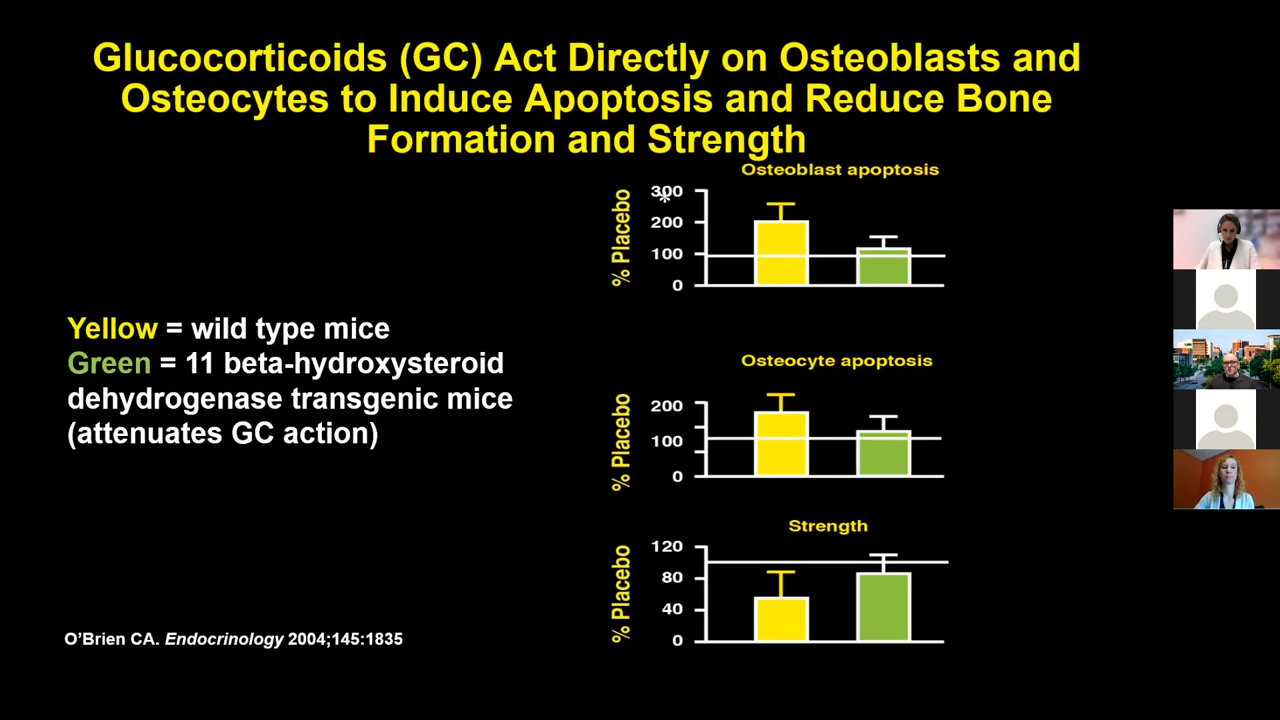 Glucocorticoids (GC) Act Directly on Osteoblasts and
Osteocytes to Induce Apoptosis and Reduce Bone
Formation and Strength
Yellow = wild type mice
Green = 11 beta-hydroxysteroid
dehydrogenase transgenic mice
(attenuates GC action)
O'Brien CA. Endocrinology 2004;145:1835
Osteoblast apoptosis
% Placebo
300
*
200
100
0
Osteocyte apoptosis
% Placebo
200
100
0
Strength
% Placebo
120
80
40
0